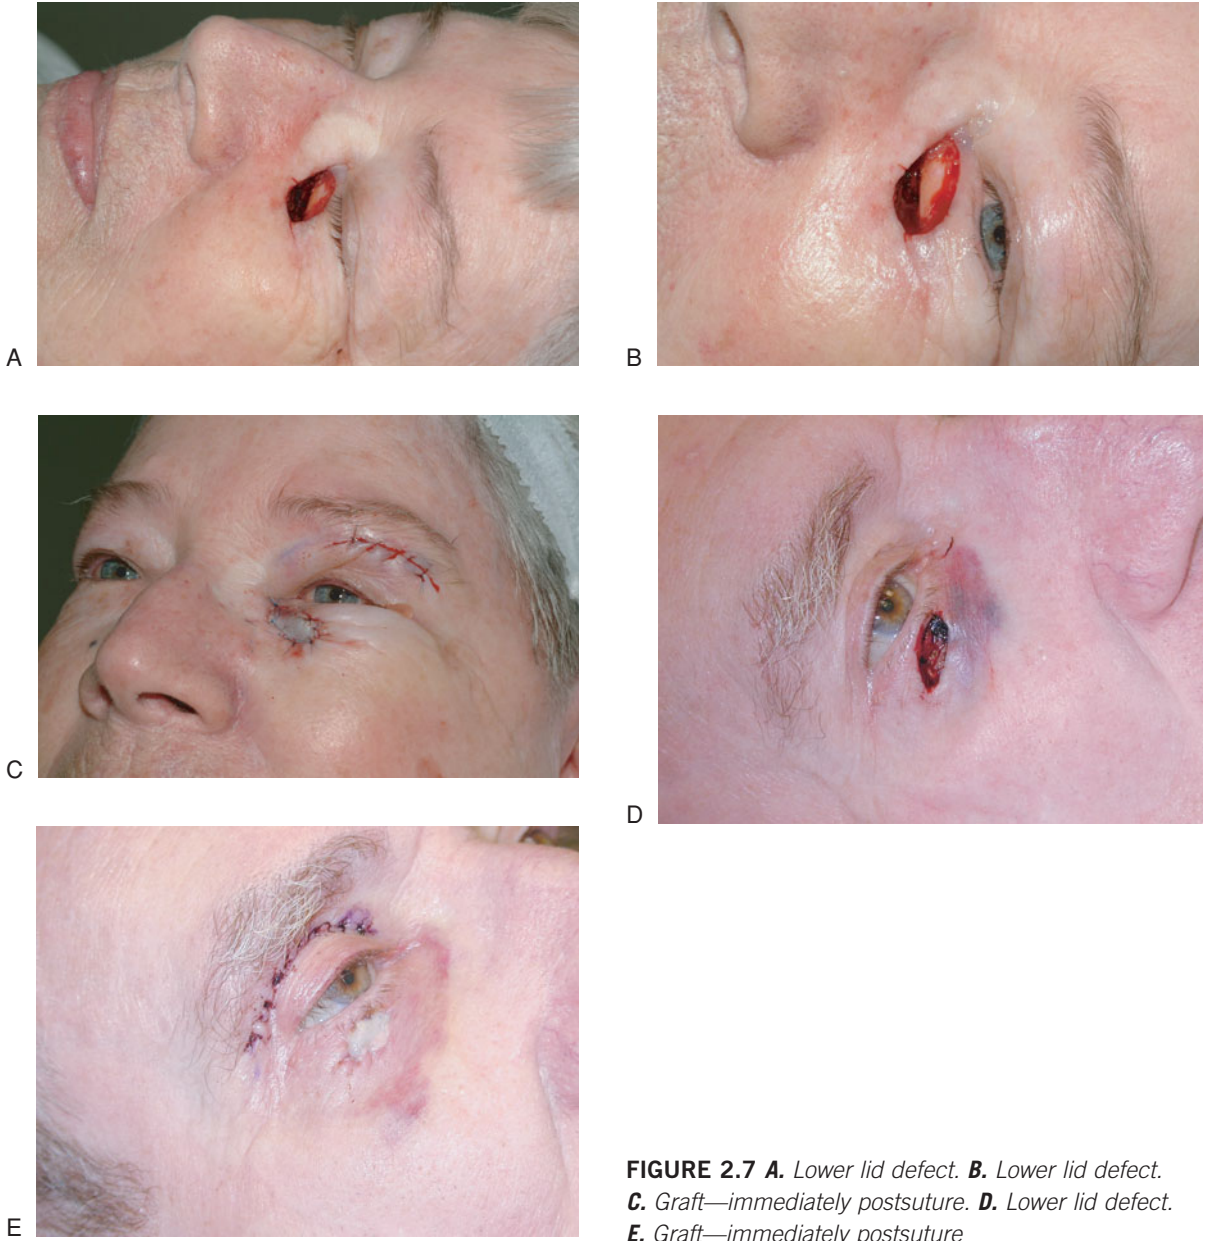 A
B
C
D
E
FIGURE 2.7 A. Lower lid defect. B. Lower lid defect.
C. Graft—immediately postsuture. D. Lower lid defect.
E. Graft—immediately postsuture